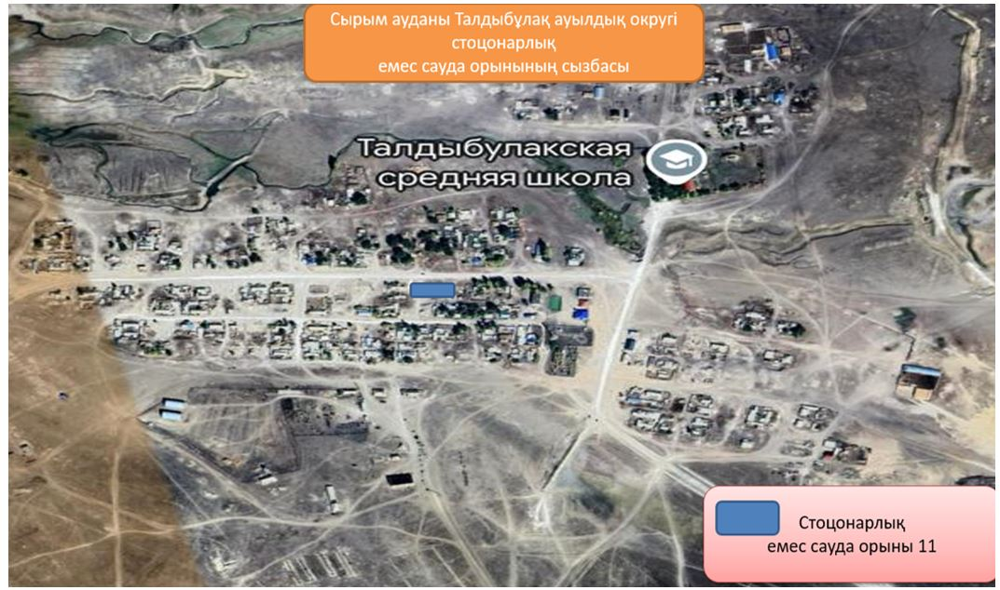 Сырым ауданы Талдыбұлақ ауылдық округі
стоцонарлық
емес сауда орынының сызбасы
Талдыбулакская
средняя школа
Стоцонарлық
емес сауда орыны 11